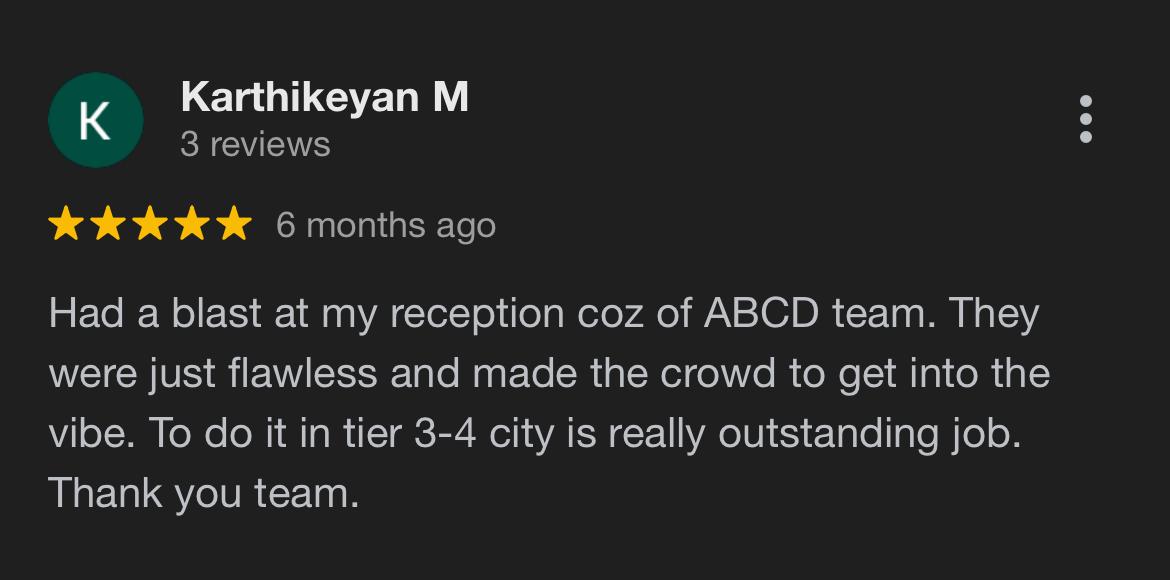 K
Karthikeyan M
3 reviews
6 months ago
Had a blast at my reception coz of ABCD team. They
were just flawless and made the crowd to get into the
vibe. To do it in tier 3-4 city is really outstanding job.
Thank you team.